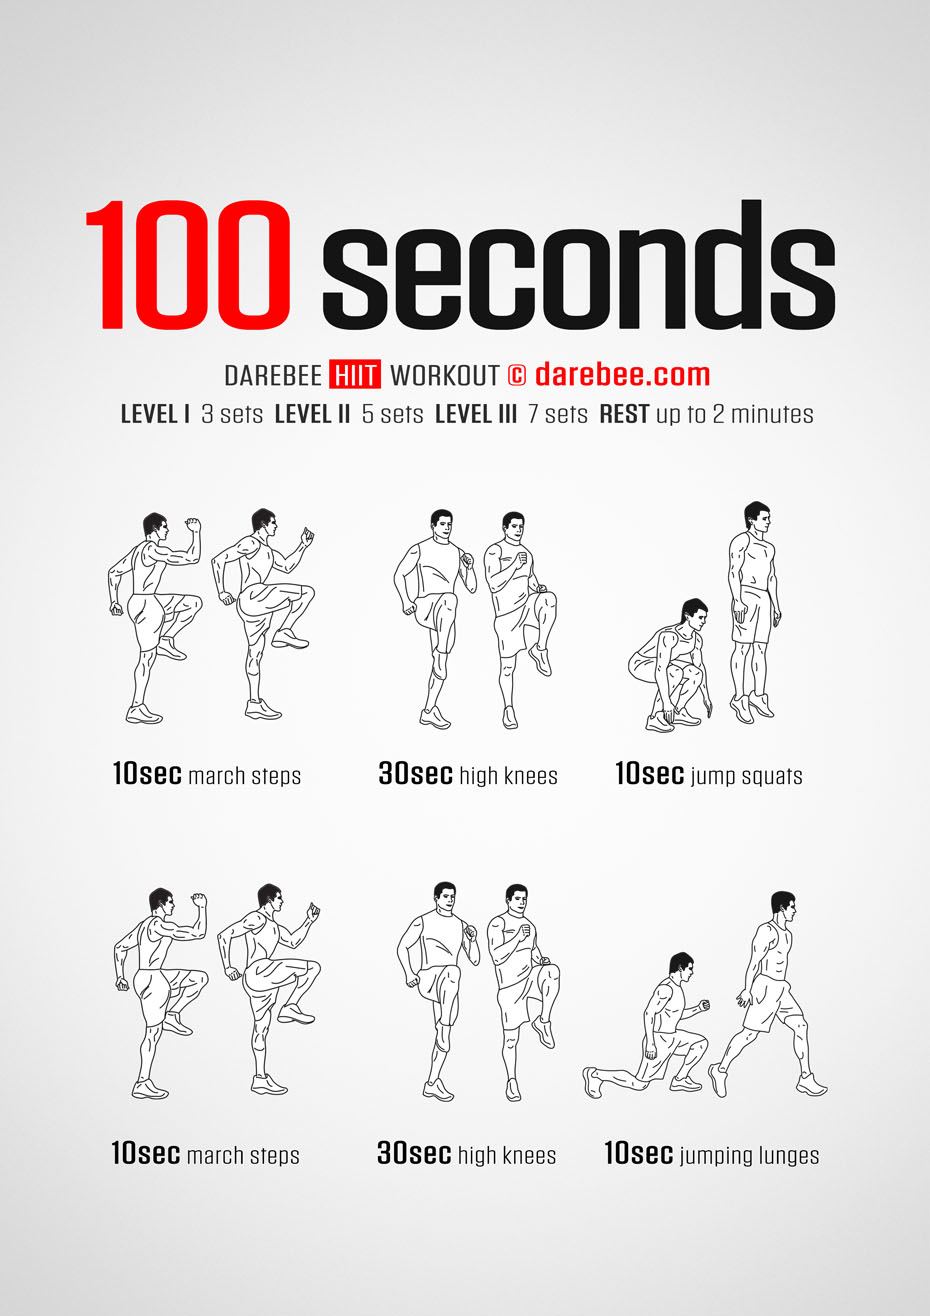 100 seconds
DAREBEE HIIT WORKOUT © darebee.com
LEVEL I 3 sets LEVEL II 5 sets LEVEL III 7 sets REST up to 2 minutes
10sec march steps 30sec high knees 10sec jump squats
10sec march steps 30sec high knees 10sec jumping lunges